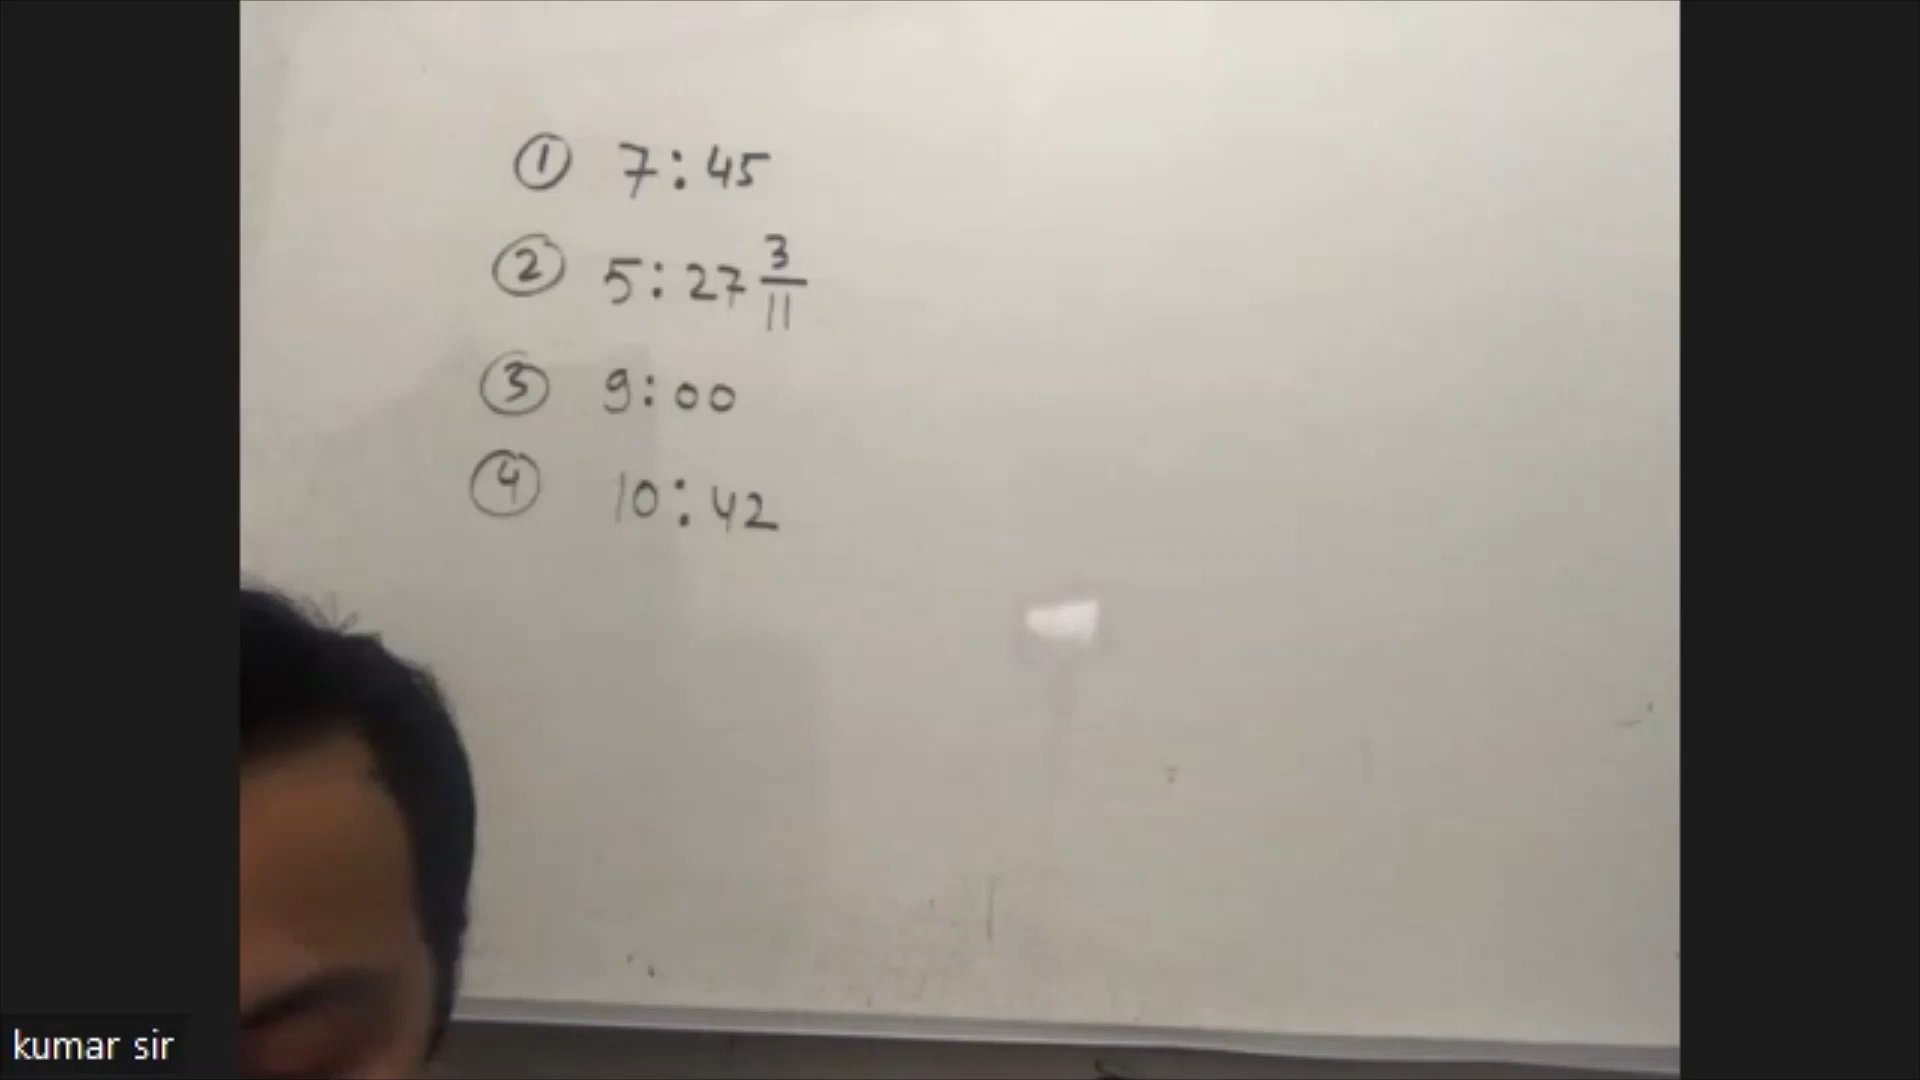 ① 7:45
② 5:27 3/11
③ 9:00
④ 10:42
kumar sir